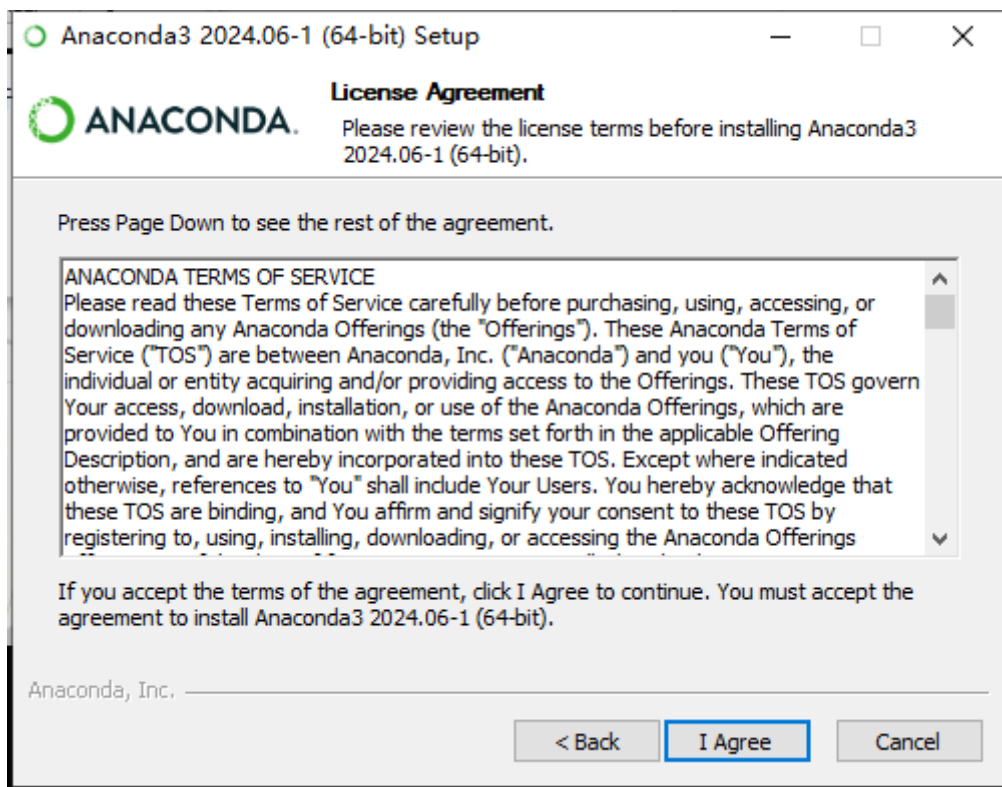 Anaconda3 2024.06-1 (64-bit) Setup
ANACONDA.
License Agreement
Please review the license terms before installing Anaconda3
2024.06-1 (64-bit).
Press Page Down to see the rest of the agreement.
ANACONDA TERMS OF SERVICE
Please read these Terms of Service carefully before purchasing, using, accessing, or
downloading any Anaconda Offerings (the "Offerings"). These Anaconda Terms of
Service ("TOS") are between Anaconda, Inc. ("Anaconda") and you ("You"), the
individual or entity acquiring and/or providing access to the Offerings. These TOS govern
Your access, download, installation, or use of the Anaconda Offerings, which are
provided to You in combination with the terms set forth in the applicable Offering
Description, and are hereby incorporated into these TOS. Except where indicated
otherwise, references to "You" shall include Your Users. You hereby acknowledge that
these TOS are binding, and You affirm and signify your consent to these TOS by
registering to, using, installing, downloading, or accessing the Anaconda Offerings
If you accept the terms of the agreement, click I Agree to continue. You must accept the
agreement to install Anaconda3 2024.06-1 (64-bit).
Anaconda, Inc.
< Back
I Agree
Cancel